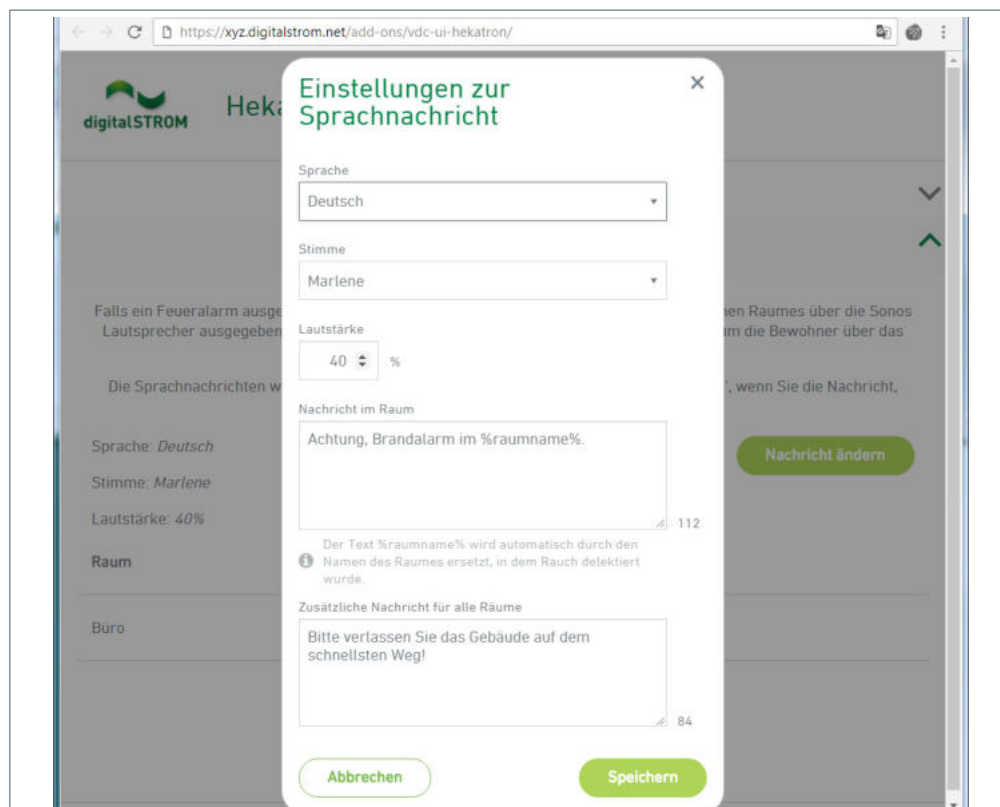 https://xyz.digitalstrom.net/add-ons/vdc-ui-hekatron/
digitalSTROM
Einstellungen zur
Sprachnachricht
Sprache
Deutsch
Stimme
Marlene
Lautstärke
40 %
Nachricht im Raum
Achtung, Brandalarm im %raumname%.
112
Der Text %raumname% wird automatisch durch den
Namen des Raumes ersetzt, in dem Rauch delektiert
wurde.
Zusätzliche Nachricht für alle Räume
Bitte verlassen Sie das Gebäude auf dem
schnellsten Weg!
84
Abbrechen
Speichern
Falls ein Feueralarm
Raumes über die Sonos
Lautsprecher ausgegeben
die Bewohner über das
Die Sprachnachrichten
wenn Sie die Nachricht,
Sprache: Deutsch
Nachricht ändern
Stimme: Marlene
Lautstärke: 40%
Raum
Büro